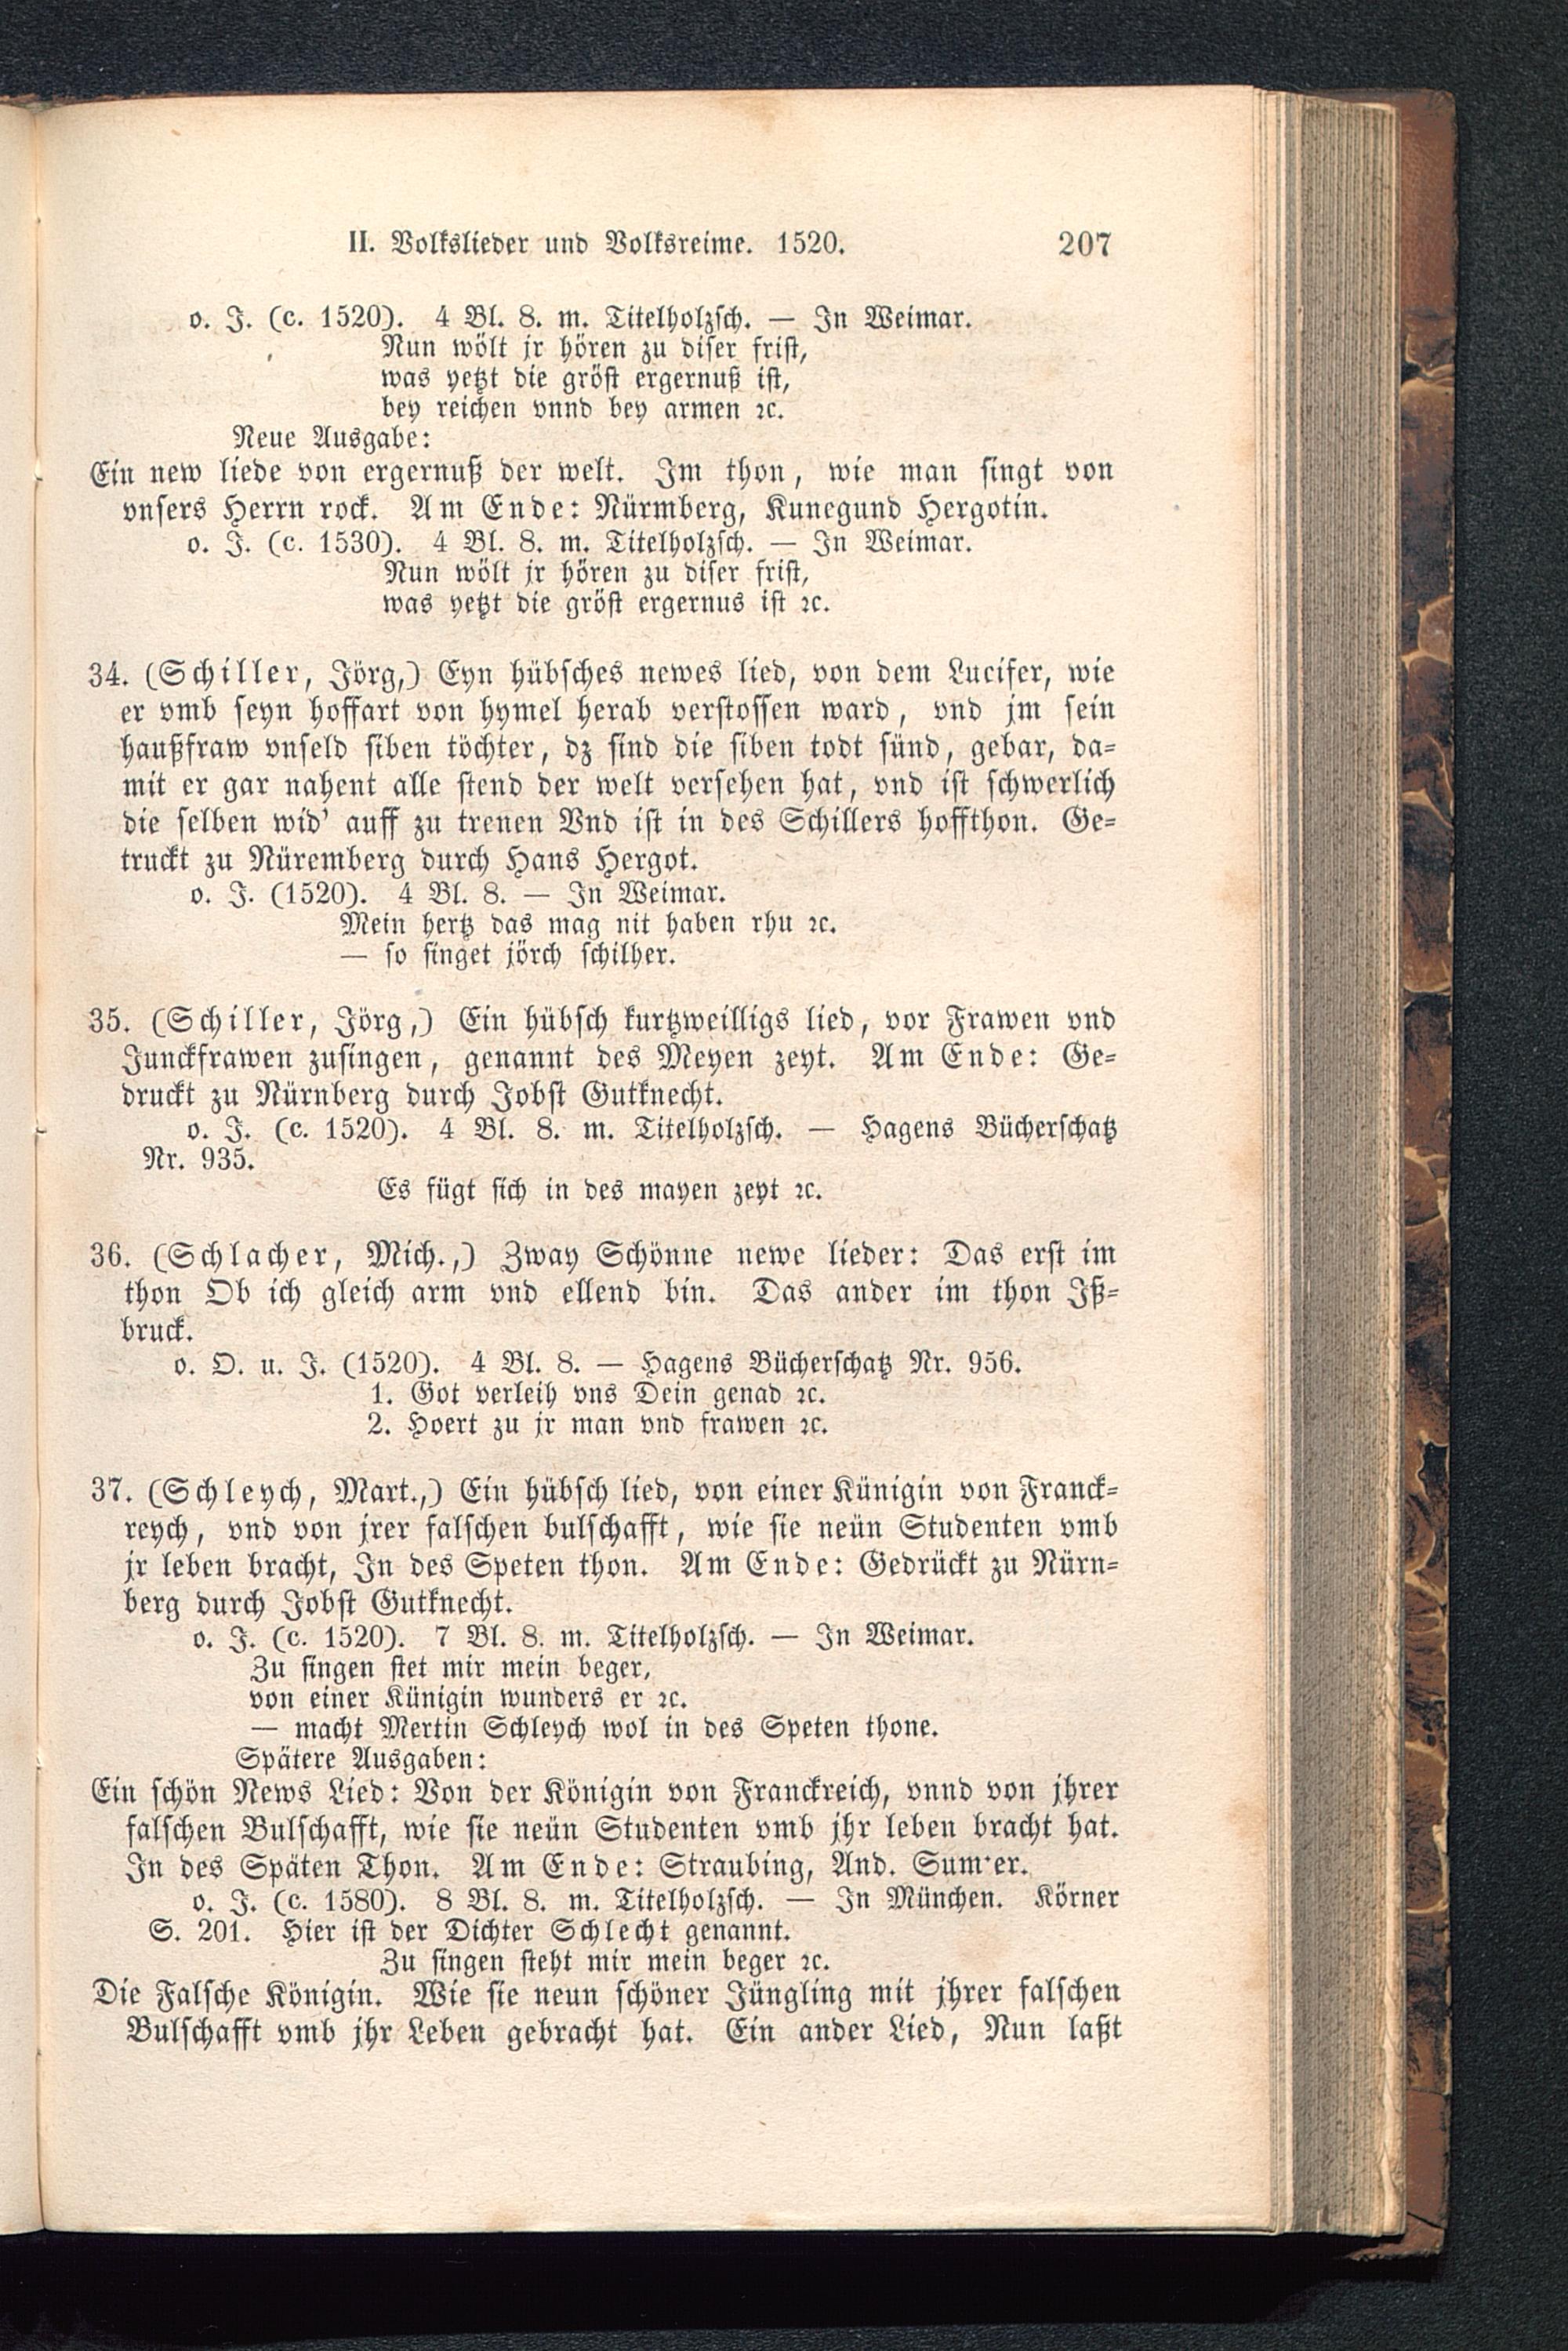 II. Volkslieder und Volksreime. 1520. 207
o. J. (c. 1520). 4 Bl. 8. m. Titelholzsch. — In Weimar.
Nun wölt jr hören zu diser frist,
was yetzt die gröst ergernuß ist,
bey reichen vnnd bey armen ꝛc.
Neue Ausgabe:
Ein new liede von ergernuß der welt. Im thon, wie man singt von
vnsers Herrn rock. Am Ende: Nürmberg, Kunegund Hergotin.
o. J. (c. 1530). 4 Bl. 8. m. Titelholzsch. — In Weimar.
Nun wölt jr hören zu diser frist,
was yetzt die gröst ergernus ist ꝛc.
34. (Schiller, Jörg,) Eyn hübsches newes lied, von dem Lucifer, wie
er vmb seyn hoffart von hymel herab verstossen ward, vnd jm sein
haußfraw vnseld siben töchter, dz sind die siben todt sünd, gebar, da-
mit er gar nahent alle stend der welt versehen hat, vnd ist schwerlich
die selben wid' auff zu trenen Vnd ist in des Schillers hoffthon. Ge-
truckt zu Nüremberg durch Hans Hergot.
o. J. (1520). 4 Bl. 8. — In Weimar.
Mein hertz das mag nit haben rhu ꝛc.
— so singet jörch schilher.
35. (Schiller, Jörg,) Ein hübsch kurtzweilligs lied, vor Frawen vnd
Junckfrawen zusingen, genannt des Meyen zeyt. Am Ende: Ge-
druckt zu Nürnberg durch Jobst Gutknecht.
o. J. (c. 1520). 4 Bl. 8. m. Titelholzsch. — Hagens Bücherschatz
Nr. 935.
Es fügt sich in des mayen zeyt ꝛc.
36. (Schlacher, Mich.,) Zway Schönne newe lieder: Das erst im
thon Ob ich gleich arm vnd ellend bin. Das ander im thon Iß-
bruck.
o. O. u. J. (1520). 4 Bl. 8. — Hagens Bücherschatz Nr. 956.
1. Got verleih vns Dein genad ꝛc.
2. Hoert zu jr man vnd frawen ꝛc.
37. (Schleych, Mart.,) Ein hübsch lied, von einer Künigin von Franck-
reych, vnd von jrer falschen bulschafft, wie sie neün Studenten vmb
jr leben bracht, In des Speten thon. Am Ende: Gedrückt zu Nürn-
berg durch Jobst Gutknecht.
o. J. (c. 1520). 7 Bl. 8. m. Titelholzsch. — In Weimar.
Zu singen stet mir mein beger,
von einer Künigin wunders er ꝛc.
— macht Mertin Schleych wol in des Speten thone.
Spätere Ausgaben:
Ein schön News Lied: Von der Königin von Franckreich, vnnd von jhrer
falschen Bulschafft, wie sie neün Studenten vmb jhr leben bracht hat.
In des Späten Thon. Am Ende: Straubing, And. Sum'er.
o. J. (c. 1580). 8 Bl. 8. m. Titelholzsch. — In München. Körner
S. 201. Hier ist der Dichter Schlecht genannt.
Zu singen steht mir mein beger ꝛc.
Die Falsche Königin. Wie sie neun schöner Jüngling mit jhrer falschen
Bulschafft vmb jhr Leben gebracht hat. Ein ander Lied, Nun laßt